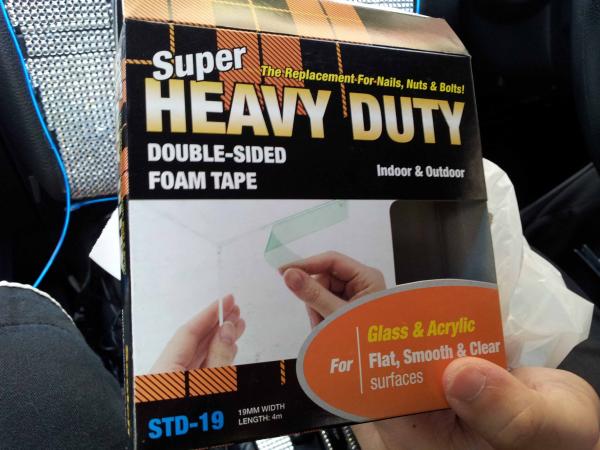 Super
The Replacement-For-Nails, Nuts & Bolts!
HEAVY DUTY
DOUBLE-SIDED
FOAM TAPE
Indoor & Outdoor
For
Glass & Acrylic
Flat, Smooth & Clear
surfaces
STD-19
19MM WIDTH
LENGTH: 4m